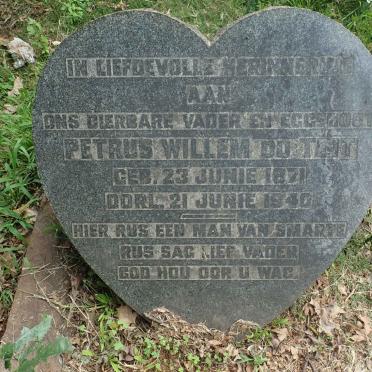 IN LIEFDEVOLLE HERINNERING
AAN
ONS DIERBARE VADER EN EGGENOOT
PETRUS WILLEM DU TOIT
GEB. 23 JUNIE 1871
OORL. 21 JUNIE 1940
HIER RUS EEN MAN VAN SMARTE
RUS SAG LIEF VADER
GOD HOU OOR U WAG.